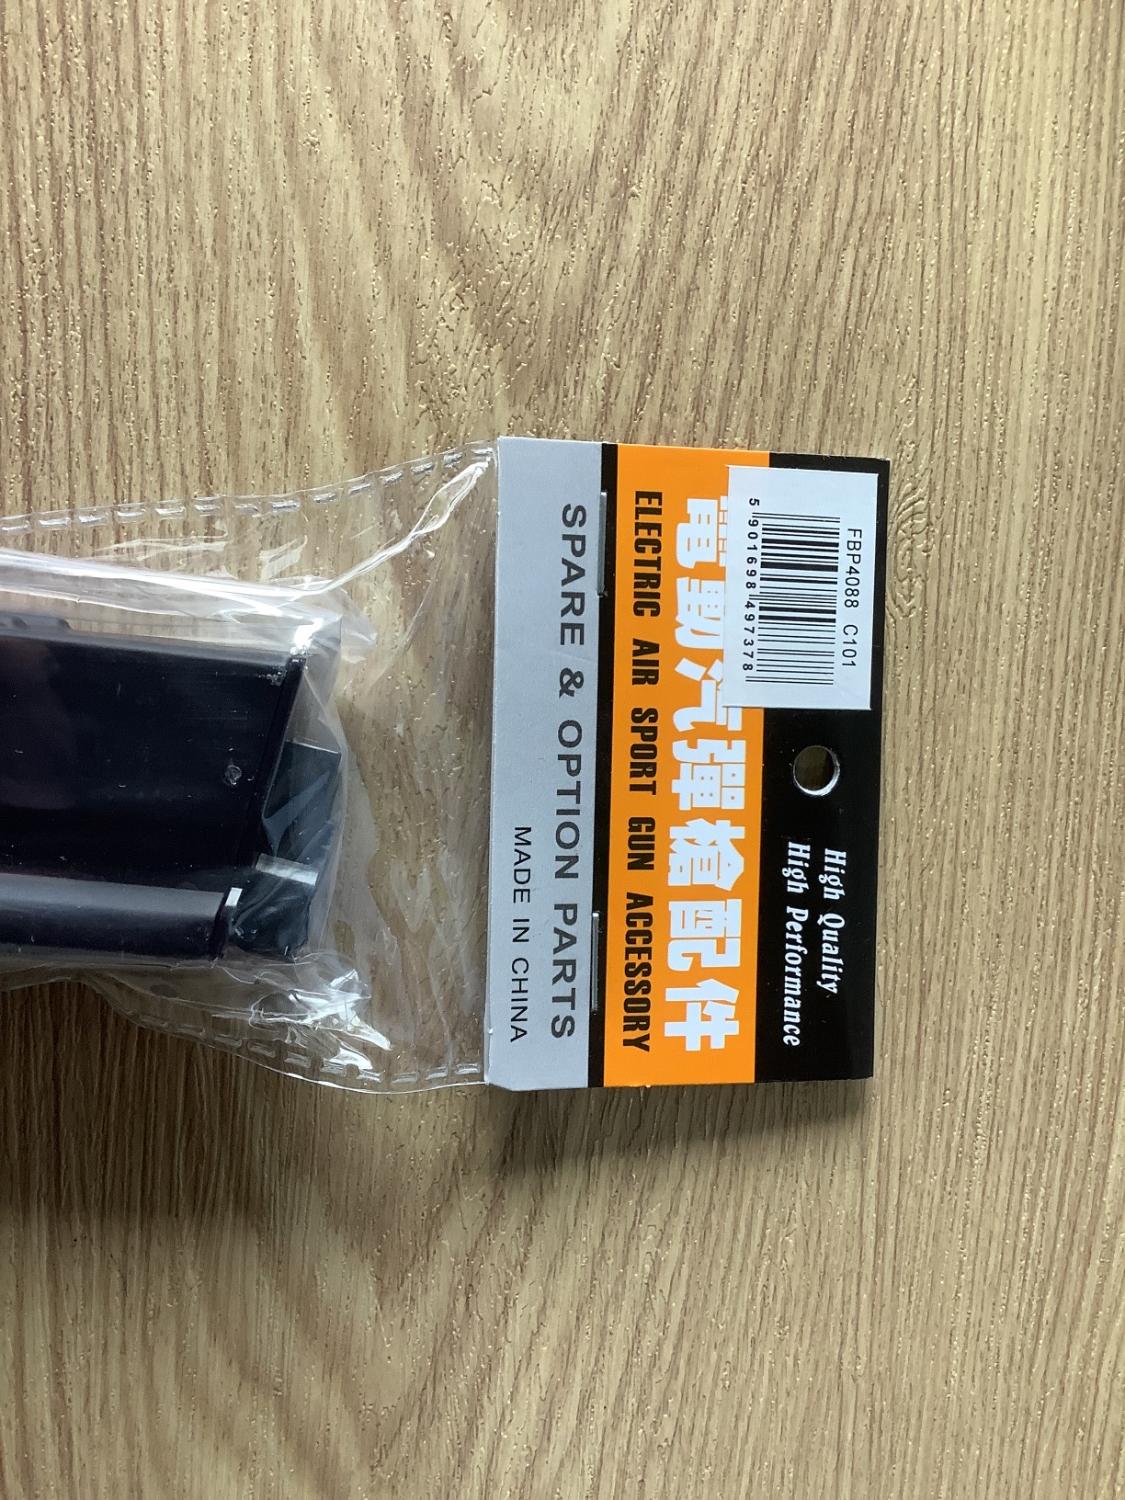 FBP4088 C101
5 901698 497378
High Quality
High Performance
電動汽彈槍配件
ELECTRIC AIR SPORT GUN ACCESSORY
SPARE & OPTION PARTS
MADE IN CHINA